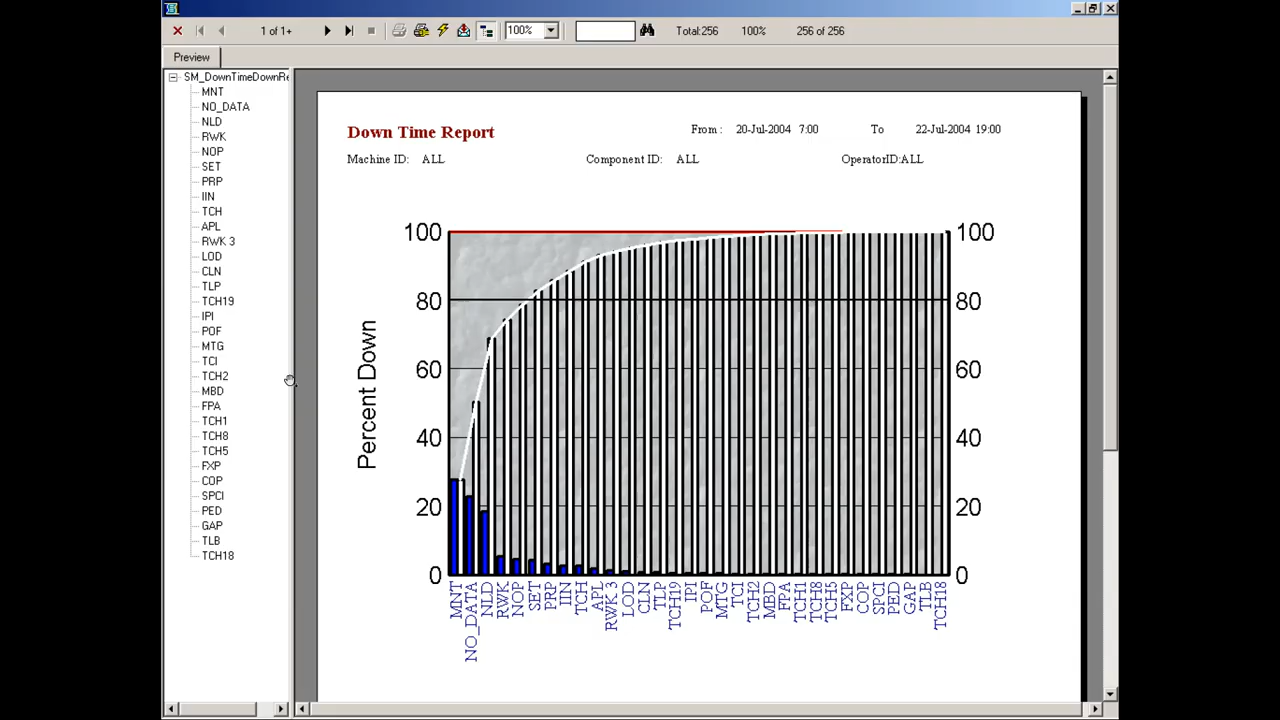 1 of 1+
100%
Total:256
100%
256 of 256
Preview
SM_DownTimeDownRe
MNT
NO_DATA
NLD
RWK
NOP
SET
PRP
IIN
TCH
APL
RWK 3
LOD
CLN
TLP
TCH19
IPI
POF
MTG
TCI
TCH2
MBD
FPA
TCH1
TCH8
TCH5
FXP
COP
SPCI
PED
GAP
TLB
TCH18
Down Time Report
From : 20-Jul-2004 7:00 To 22-Jul-2004 19:00
Machine ID: ALL Component ID: ALL OperatorID:ALL
Percent Down
100
80
60
40
20
0
100
80
60
40
20
0
MNT
NO_DATA
NLD
RWK
NOP
SET
PRP
IIN
TCH
APL
RWK 3
LOD
CLN
TLP
TCH19
IPI
POF
MTG
TCI
TCH2
MBD
FPA
TCH1
TCH8
TCH5
FXP
COP
SPCI
PED
GAP
TLB
TCH18